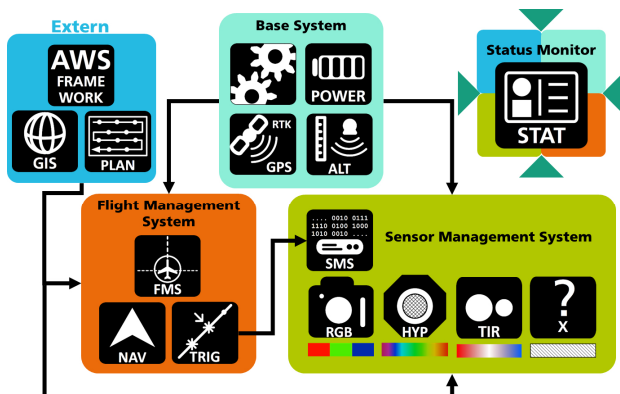 Extern
AWS
FRAME
WORK
GIS
PLAN
Base System
POWER
RTK
GPS
ALT
Status Monitor
STAT
Flight Management
System
FMS
NAV
TRIG
Sensor Management System
.... 0010 0111
1110 0100 1000
1010 0010 ....
SMS
RGB
HYP
TIR
?
X